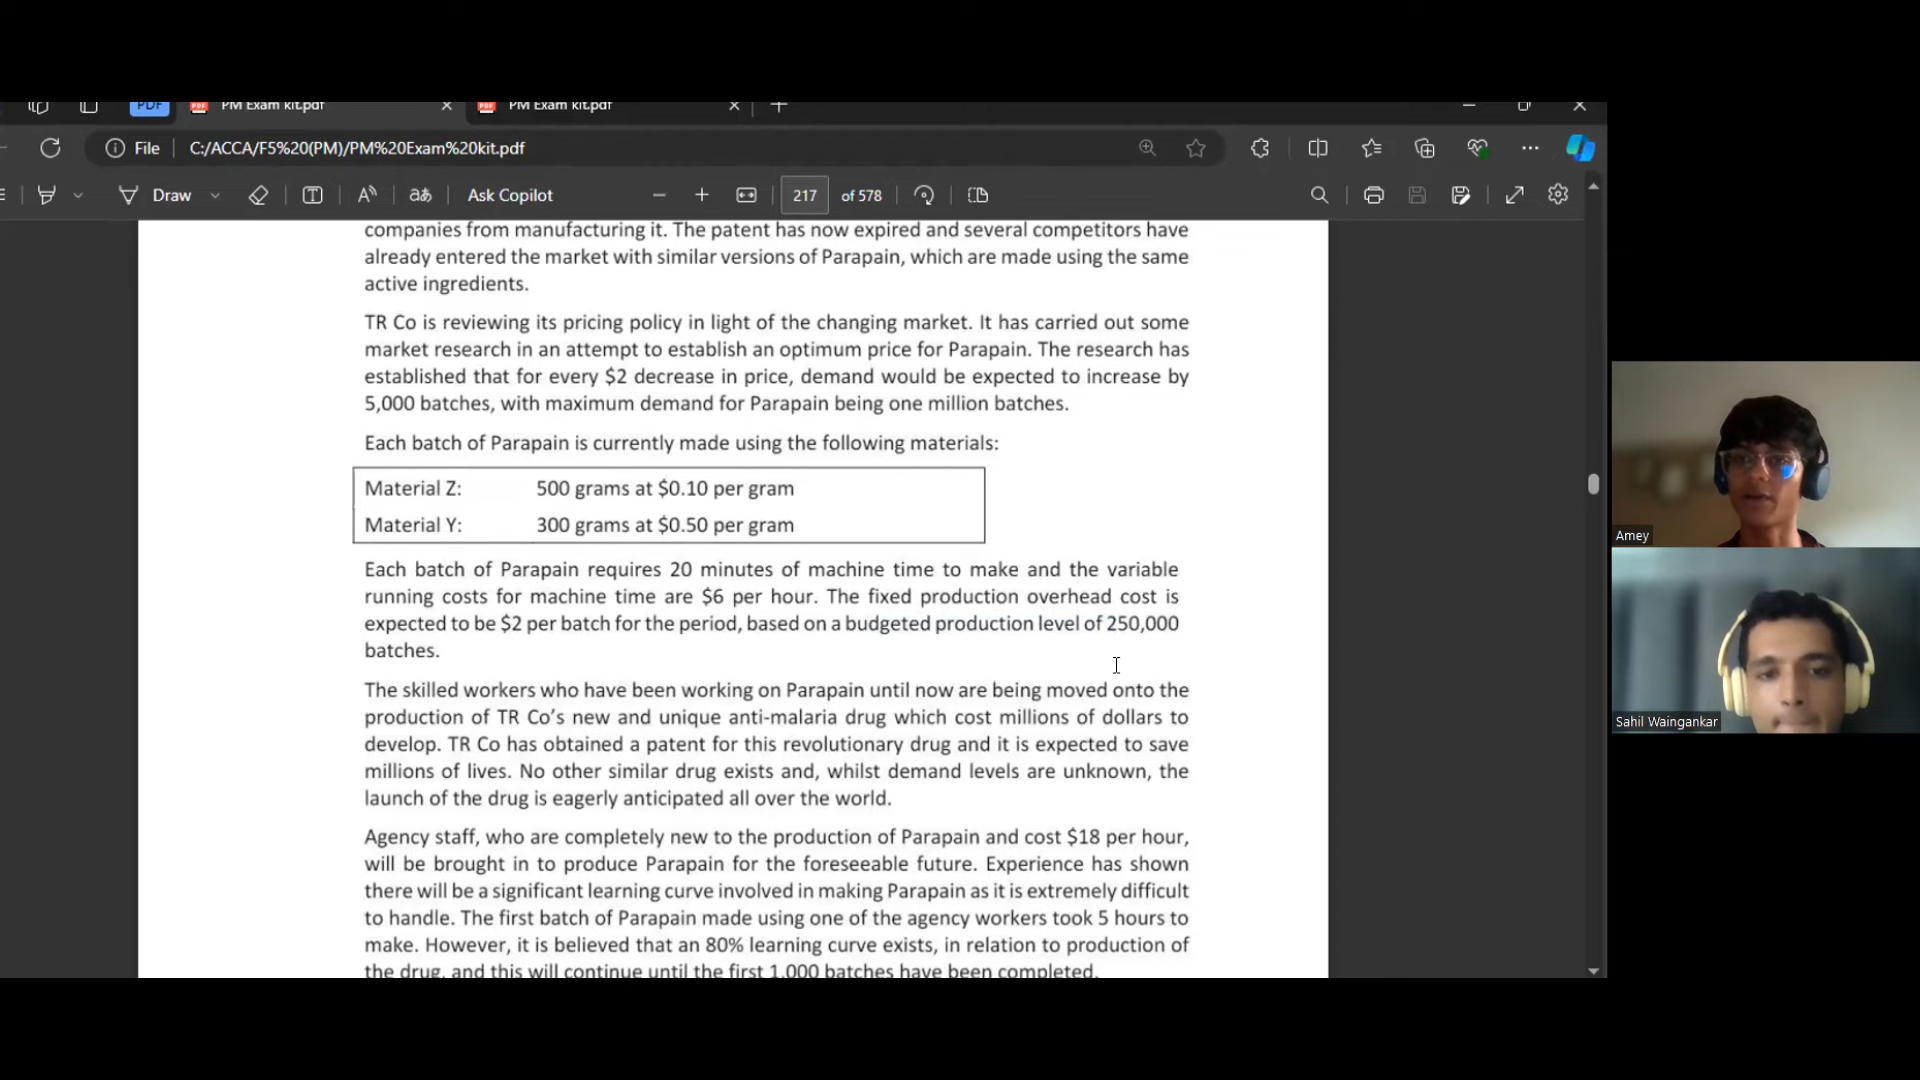 PDF
PM Exam kit.pdf
PM Exam kit.pdf
File
C:/ACCA/F5%20(PM)/PM%20Exam%20kit.pdf
Draw
Ask Copilot
217
of 578
companies from manufacturing it. The patent has now expired and several competitors have
already entered the market with similar versions of Parapain, which are made using the same
active ingredients.
TR Co is reviewing its pricing policy in light of the changing market. It has carried out some
market research in an attempt to establish an optimum price for Parapain. The research has
established that for every $2 decrease in price, demand would be expected to increase by
5,000 batches, with maximum demand for Parapain being one million batches.
Each batch of Parapain is currently made using the following materials:
Material Z: 500 grams at $0.10 per gram
Material Y: 300 grams at $0.50 per gram
Each batch of Parapain requires 20 minutes of machine time to make and the variable
running costs for machine time are $6 per hour. The fixed production overhead cost is
expected to be $2 per batch for the period, based on a budgeted production level of 250,000
batches.
The skilled workers who have been working on Parapain until now are being moved onto the
production of TR Co's new and unique anti-malaria drug which cost millions of dollars to
develop. TR Co has obtained a patent for this revolutionary drug and it is expected to save
millions of lives. No other similar drug exists and, whilst demand levels are unknown, the
launch of the drug is eagerly anticipated all over the world.
Agency staff, who are completely new to the production of Parapain and cost $18 per hour,
will be brought in to produce Parapain for the foreseeable future. Experience has shown
there will be a significant learning curve involved in making Parapain as it is extremely difficult
to handle. The first batch of Parapain made using one of the agency workers took 5 hours to
make. However, it is believed that an 80% learning curve exists, in relation to production of
the drug, and this will continue until the first 1,000 batches have been completed.
Amey
Sahil Waingankar